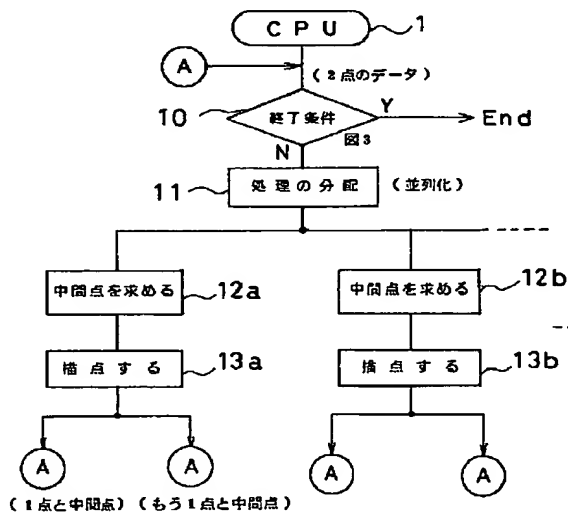 CPU 1
A
(2点のデータ)
10 終了条件 Y End
図3
N
11 処理の分配 (並列化)
中間点を求める 12a 中間点を求める 12b
描点する 13a 描点する 13b
A A A A
(1点と中間点) (もう1点と中間点)